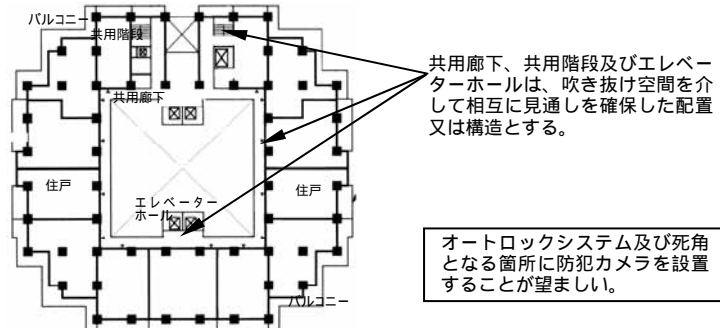 バルコニー
共用階段
共用廊下
共用廊下、共用階段及びエレベー
ターホールは、吹き抜け空間を介
して相互に見通しを確保した配置
又は構造とする。
住戸
住戸
エレベーター
ホール
オートロックシステム及び死角
となる箇所に防犯カメラを設置
することが望ましい。
バルコニー